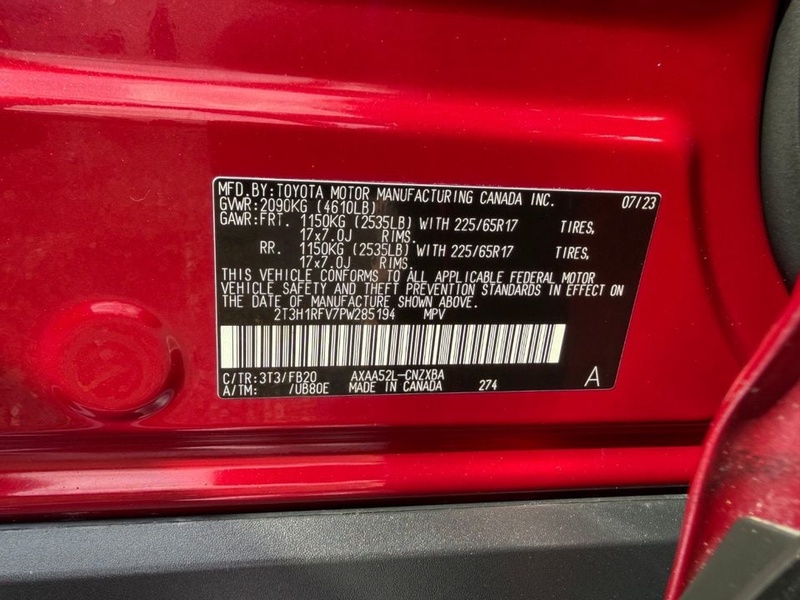 MFD.BY:TOYOTA MOTOR MANUFACTURING CANADA INC. 07/23
GVWR:2090KG (4610LB)
GAWR:FRT. 1150KG (2535LB) WITH 225/65R17 TIRES,
17x7.0J RIMS.
RR. 1150KG (2535LB) WITH 225/65R17 TIRES,
17x7.0J RIMS.
THIS VEHICLE CONFORMS TO ALL APPLICABLE FEDERAL MOTOR
VEHICLE SAFETY AND THEFT PREVENTION STANDARDS IN EFFECT ON
THE DATE OF MANUFACTURE SHOWN ABOVE.
2T3H1RFV7PW285194 MPV
C/TR:3T3/FB20 AXAA52L-CNZXBA
A/TM: /UB80E MADE IN CANADA 274 A